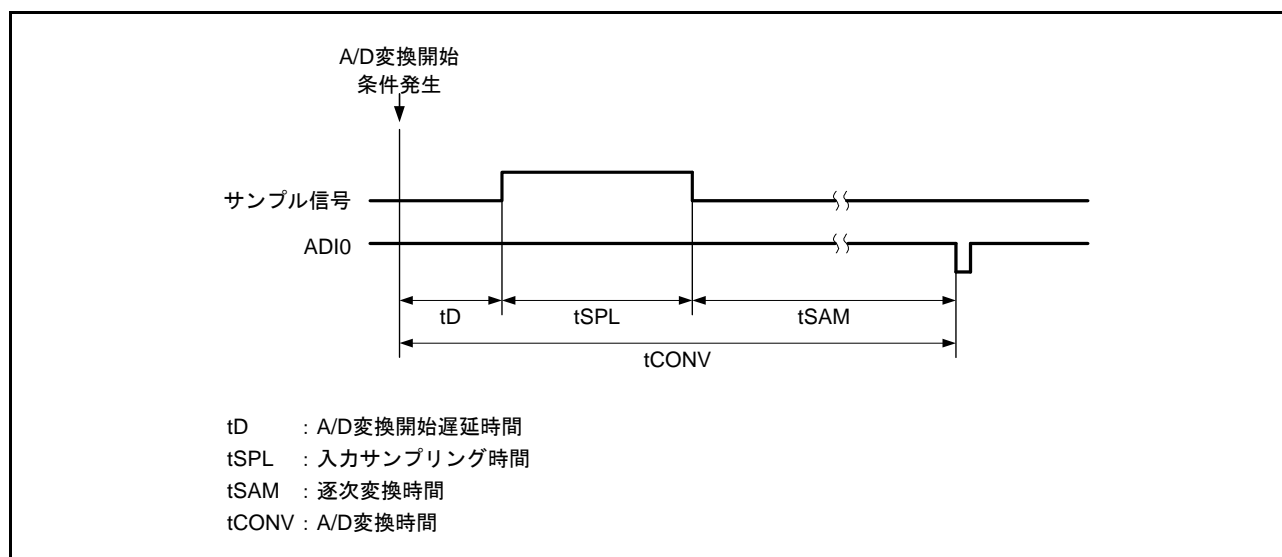 A/D変換開始
条件発生
サンプル信号
ADI0
tD
tSPL
tSAM
tCONV
tD : A/D変換開始遅延時間
tSPL : 入力サンプリング時間
tSAM : 逐次変換時間
tCONV : A/D変換時間